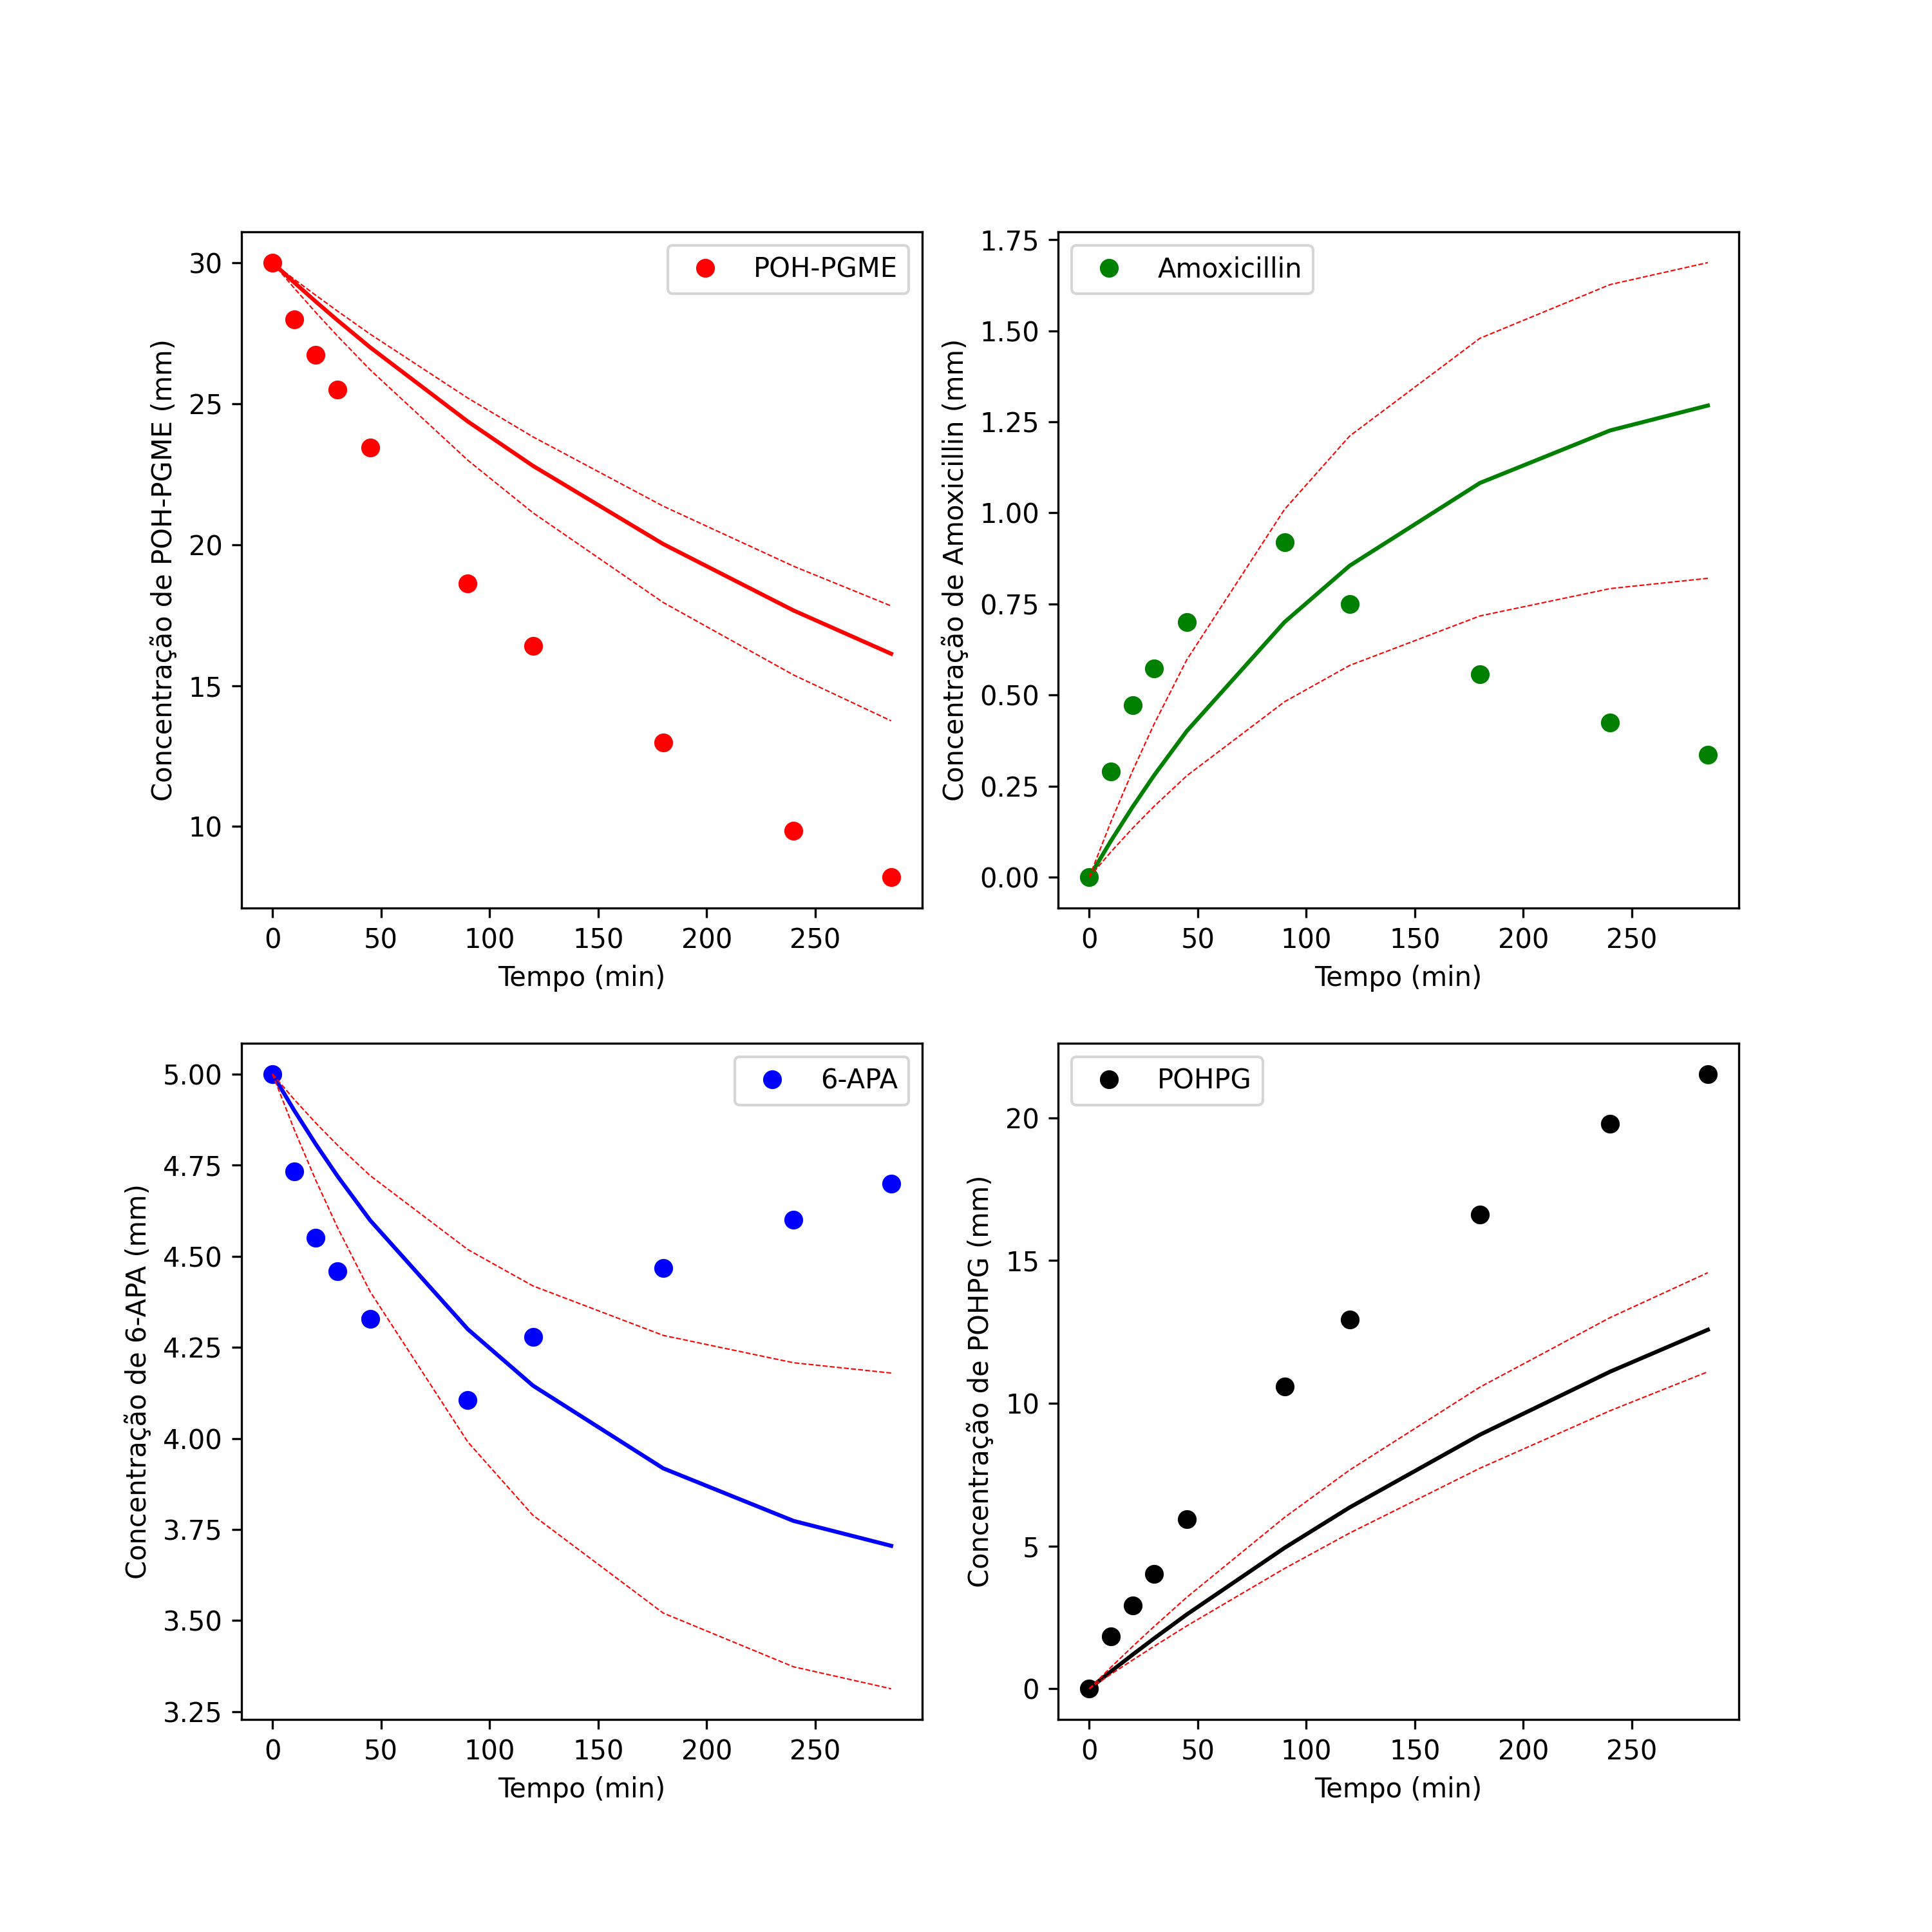 POH-PGME
Concentração de POH-PGME (mm)
30
25
20
15
10
0 50 100 150 200 250
Tempo (min)
Amoxicillin
Concentração de Amoxicillin (mm)
1.75
1.50
1.25
1.00
0.75
0.50
0.25
0.00
0 50 100 150 200 250
Tempo (min)
6-APA
Concentração de 6-APA (mm)
5.00
4.75
4.50
4.25
4.00
3.75
3.50
3.25
0 50 100 150 200 250
Tempo (min)
POHPG
Concentração de POHPG (mm)
20
15
10
5
0
0 50 100 150 200 250
Tempo (min)